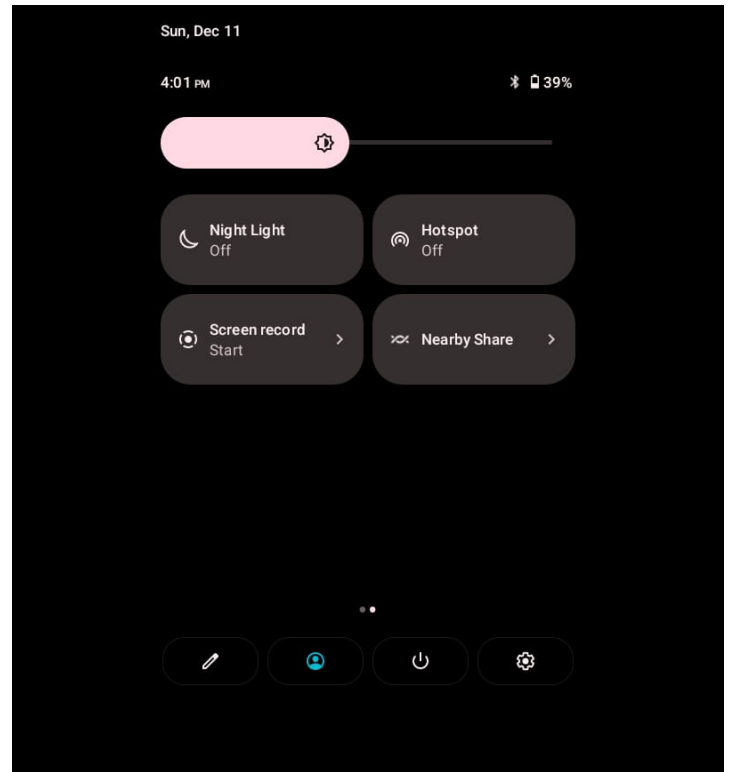 Sun, Dec 11
4:01 PM 39%
Night Light
Off
Hotspot
Off
Screen record
Start
Nearby Share